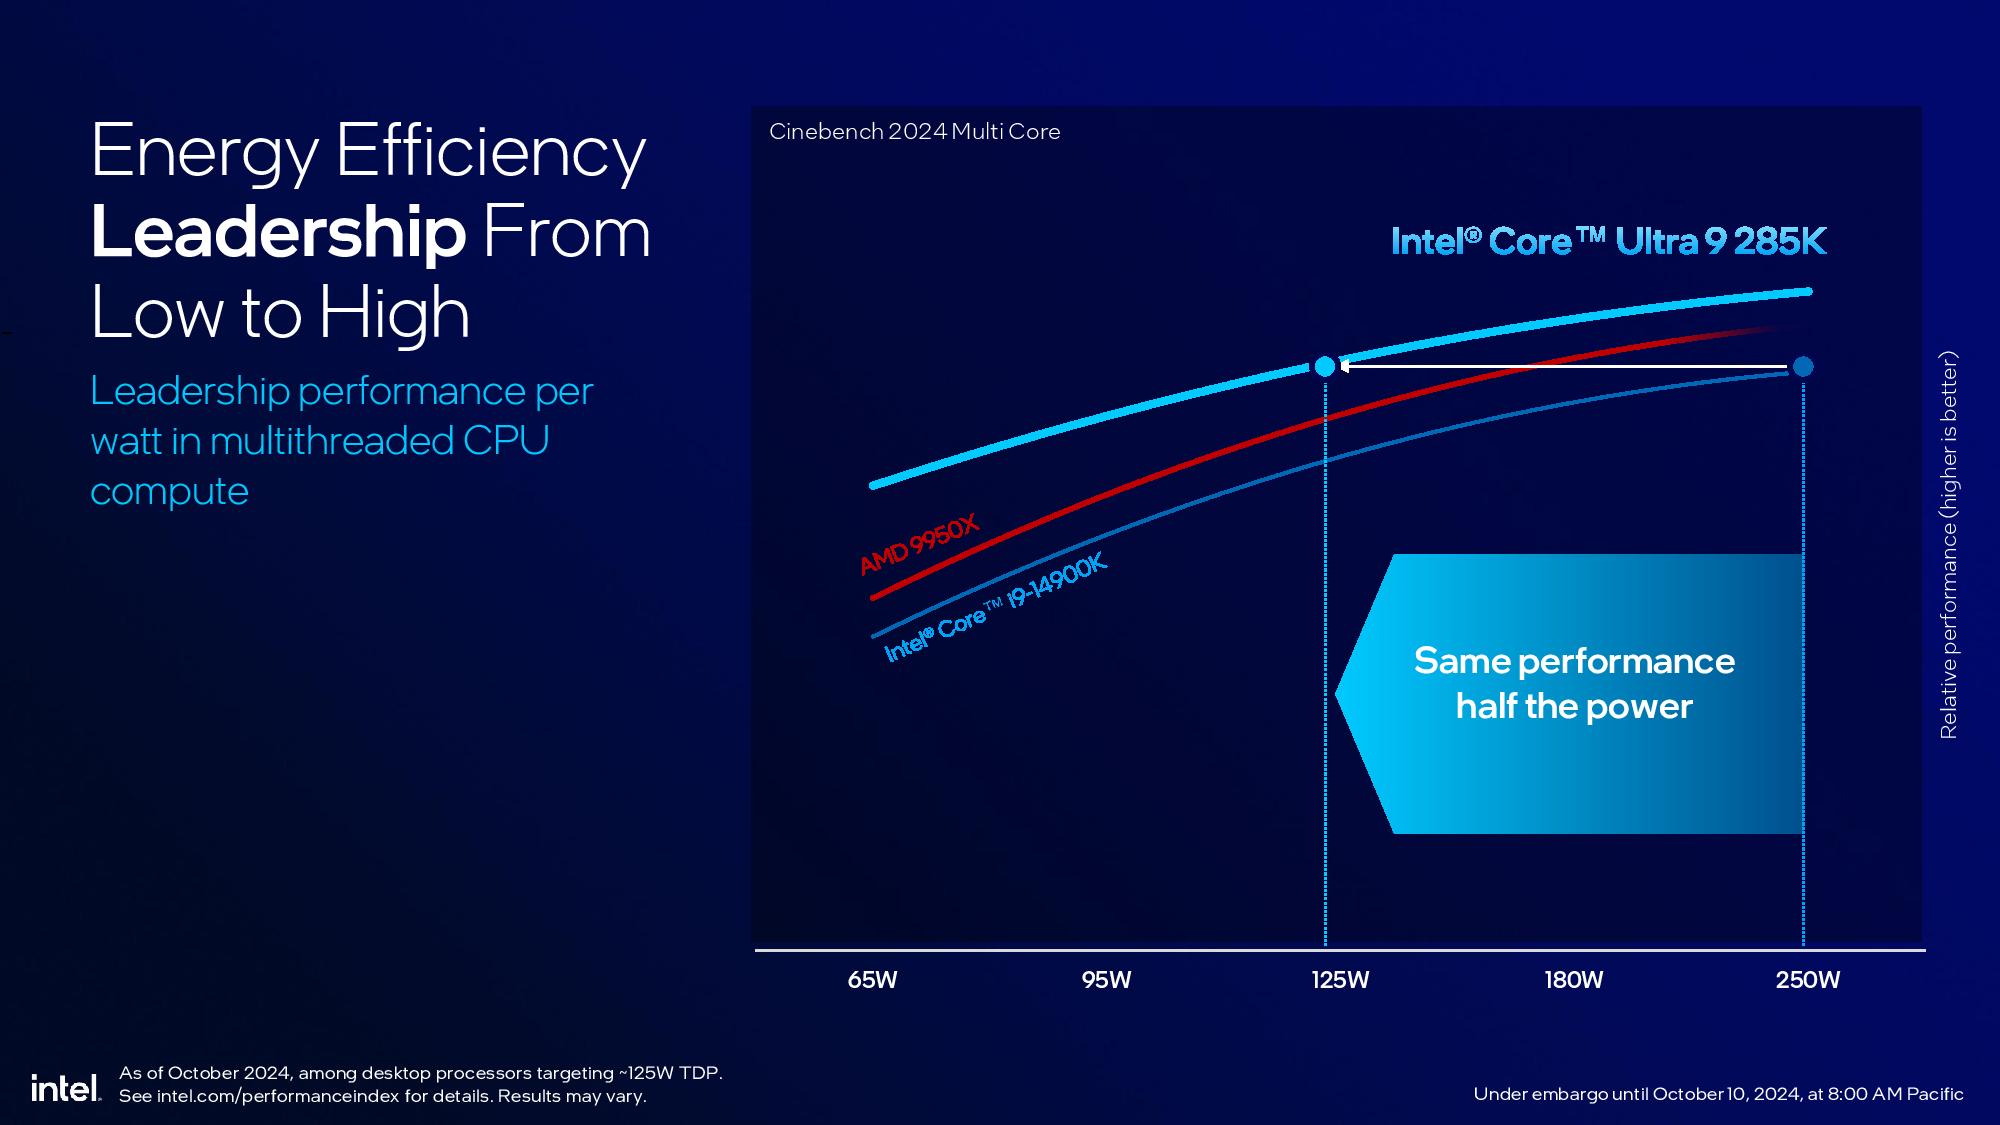 Energy Efficiency
Leadership From
Low to High
Leadership performance per
watt in multithreaded CPU
compute
Cinebench 2024 Multi Core
Intel® Core™ Ultra 9 285K
AMD 9950X
Intel® Core™ i9-14900K
Same performance
half the power
Relative performance (higher is better)
65W 95W 125W 180W 250W
intel.
As of October 2024, among desktop processors targeting ~125W TDP.
See intel.com/performanceindex for details. Results may vary.
Under embargo until October 10, 2024, at 8:00 AM Pacific